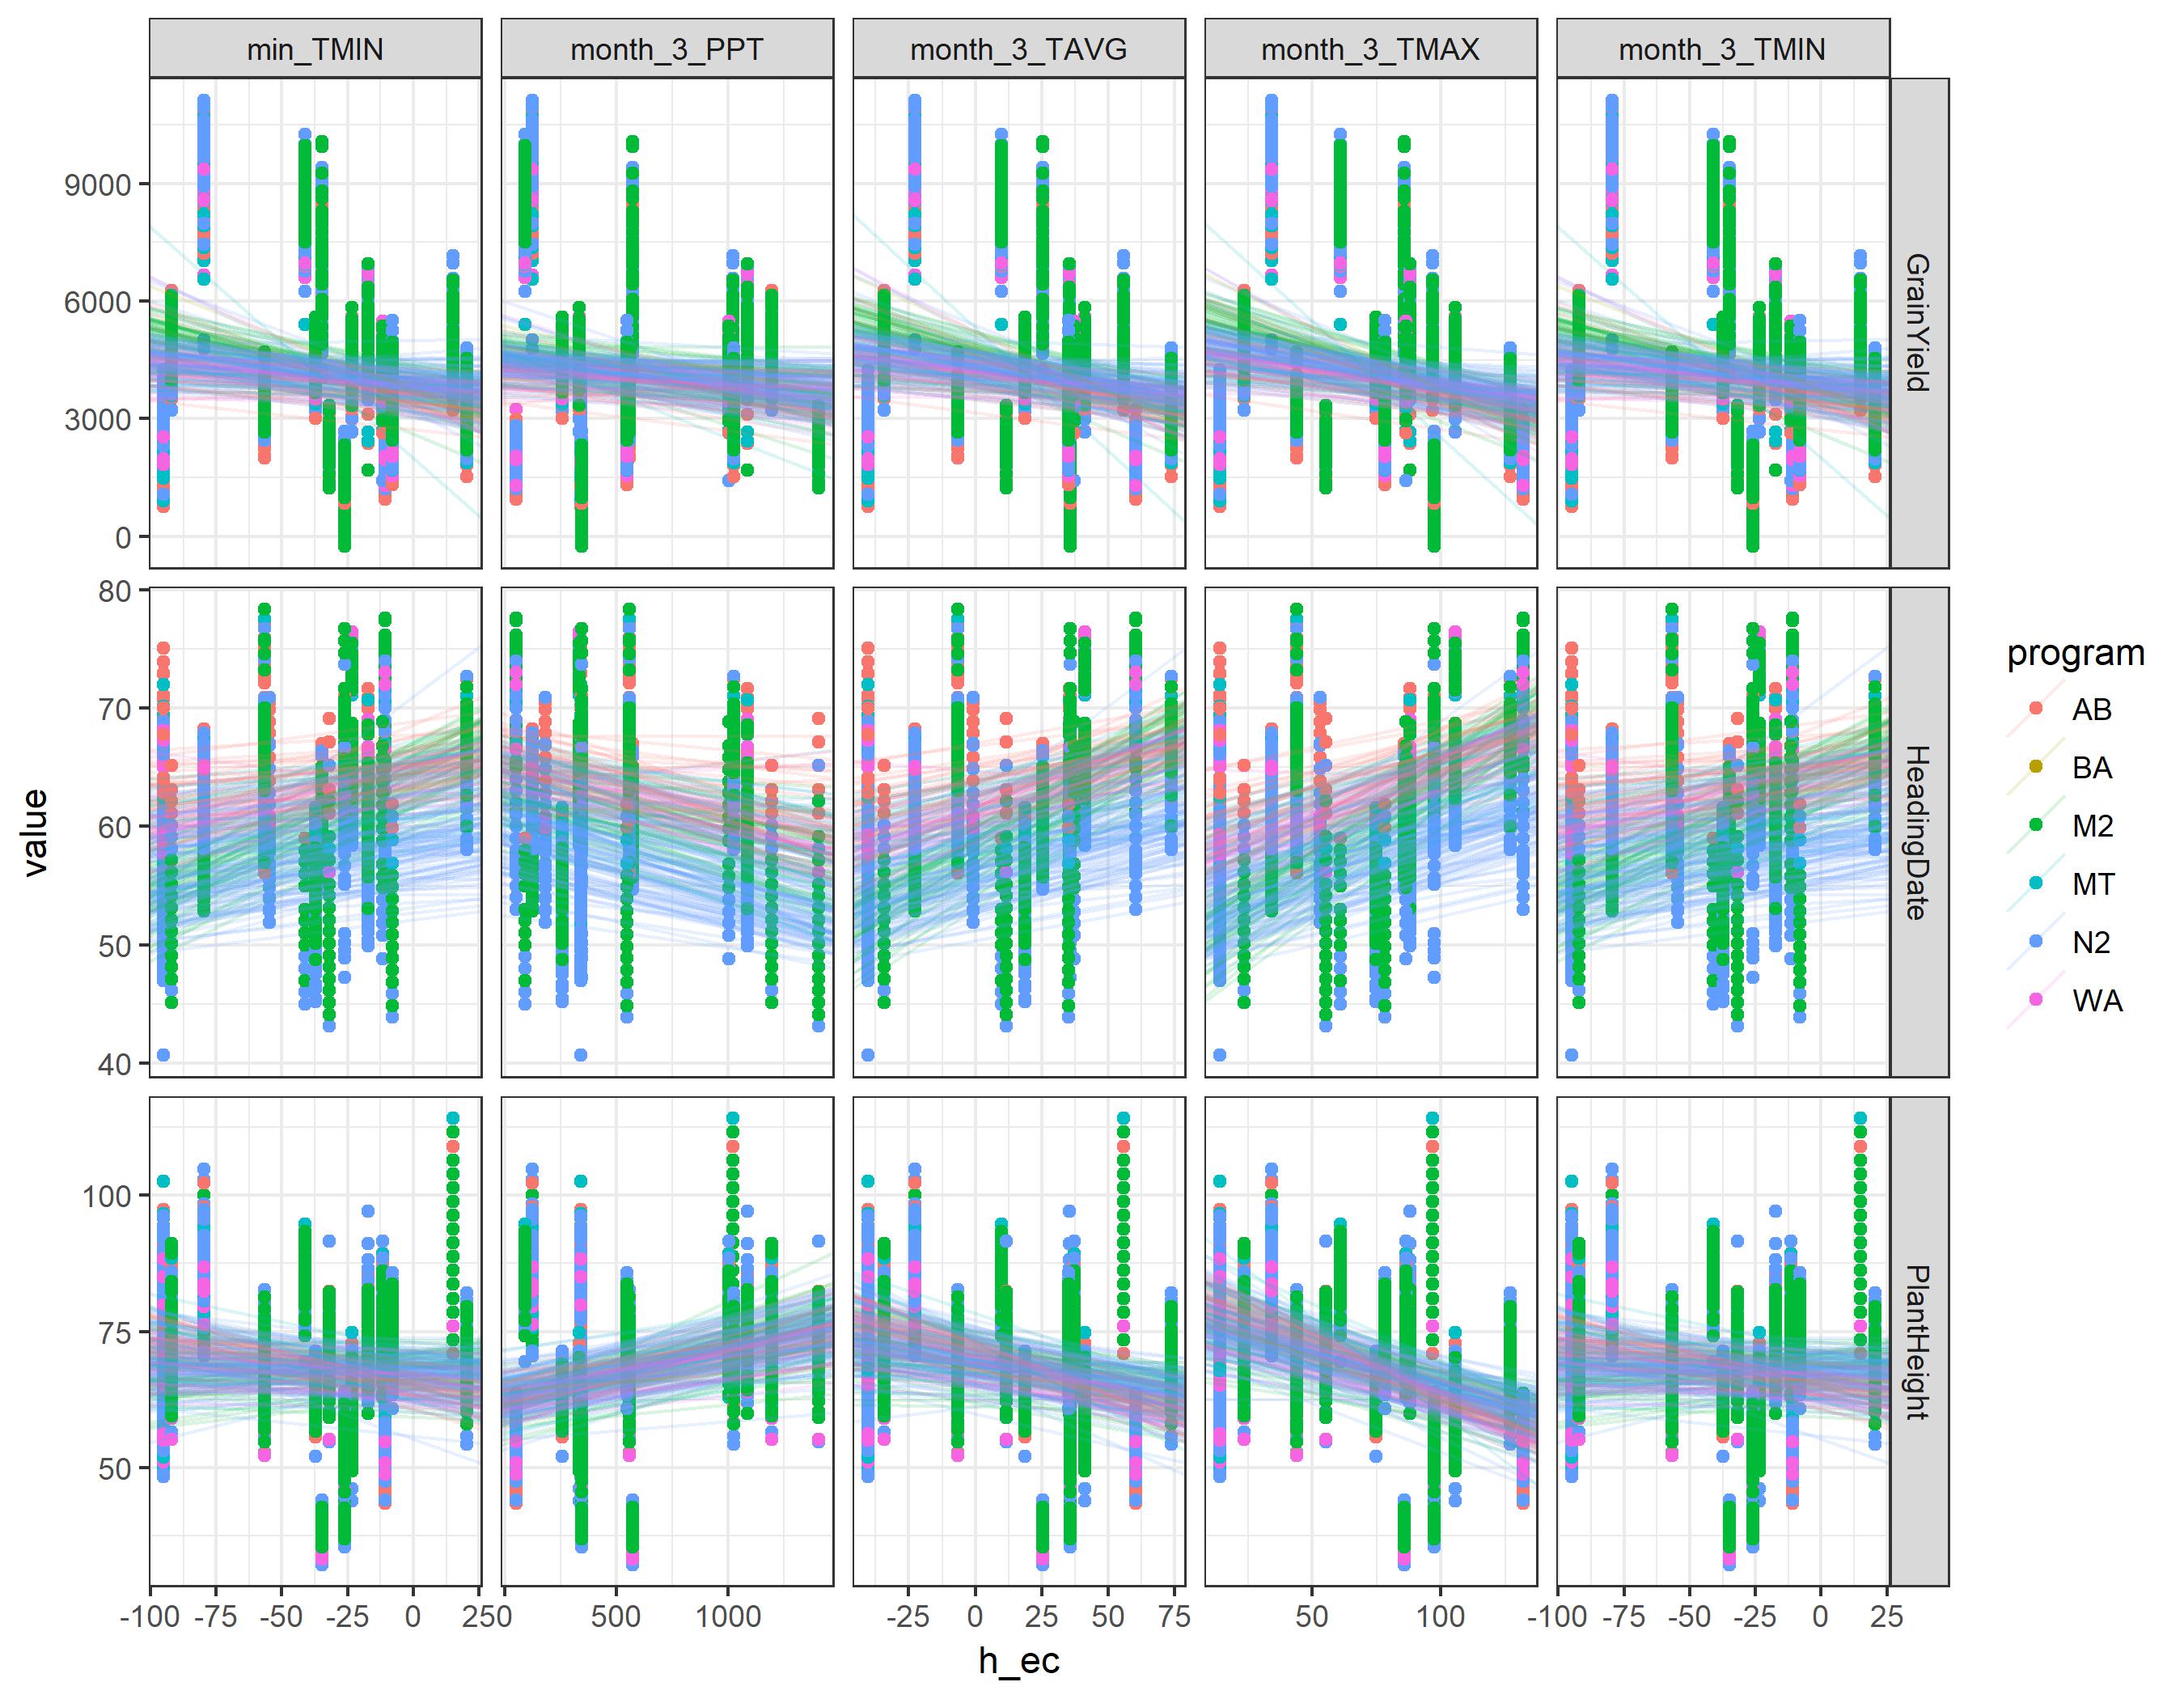 min_TMIN
month_3_PPT
month_3_TAVG
month_3_TMAX
month_3_TMIN
9000
6000
3000
0
GrainYield
80
70
60
50
40
HeadingDate
100
75
50
PlantHeight
value
-100 -75 -50 -25 0 25
0 500 1000
-25 0 25 50 75
50 100
-100 -75 -50 -25 0 25
h_ec
program
AB
BA
M2
MT
N2
WA